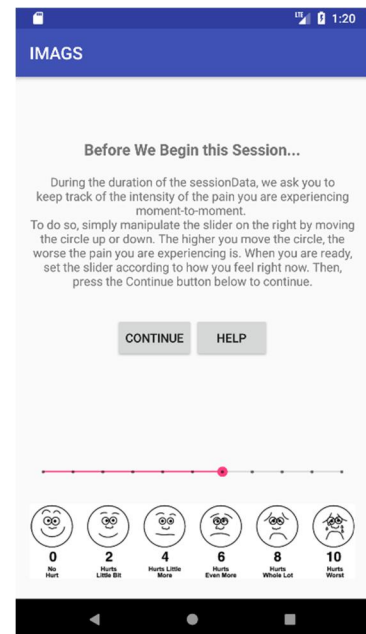 LTE 1:20
IMAGS
Before We Begin this Session...
During the duration of the sessionData, we ask you to
keep track of the intensity of the pain you are experiencing
moment-to-moment.
To do so, simply manipulate the slider on the right by moving
the circle up or down. The higher you move the circle, the
worse the pain you are experiencing is. When you are ready,
set the slider according to how you feel right now. Then,
press the Continue button below to continue.
CONTINUE HELP
0 2 4 6 8 10
No Hurts Hurts Little Hurts Hurts Hurts
Hurt Little Bit More Even More Whole Lot Worst